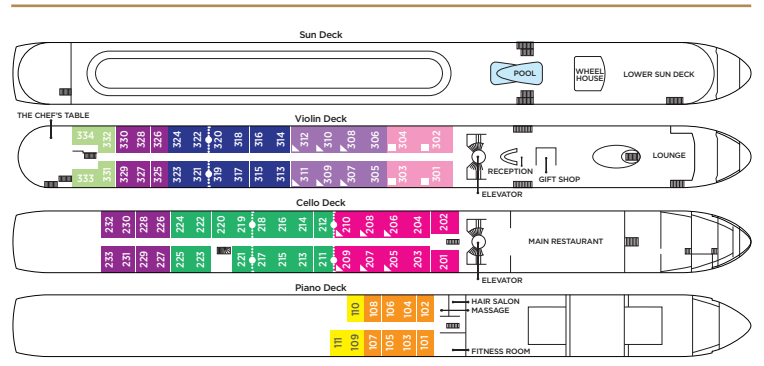 Sun Deck
POOL
WHEEL
HOUSE
LOWER SUN DECK
THE CHEF'S TABLE
Violin Deck
334 332 330 328 326 324 322 320 318 316 314 312 310 308 306 304 302
333 331 329 327 325 323 321 319 317 315 313 311 309 307 305 303 301
RECEPTION
GIFT SHOP
LOUNGE
ELEVATOR
Cello Deck
232 230 228 226 224 222 220 219 218 216 214 212 210 208 206 204 202
233 231 229 227 225 223 221 217 215 213 211 209 207 205 203 201
MAIN RESTAURANT
ELEVATOR
Piano Deck
110 108 106 104 102
111 109 107 105 103 101
HAIR SALON
MASSAGE
FITNESS ROOM